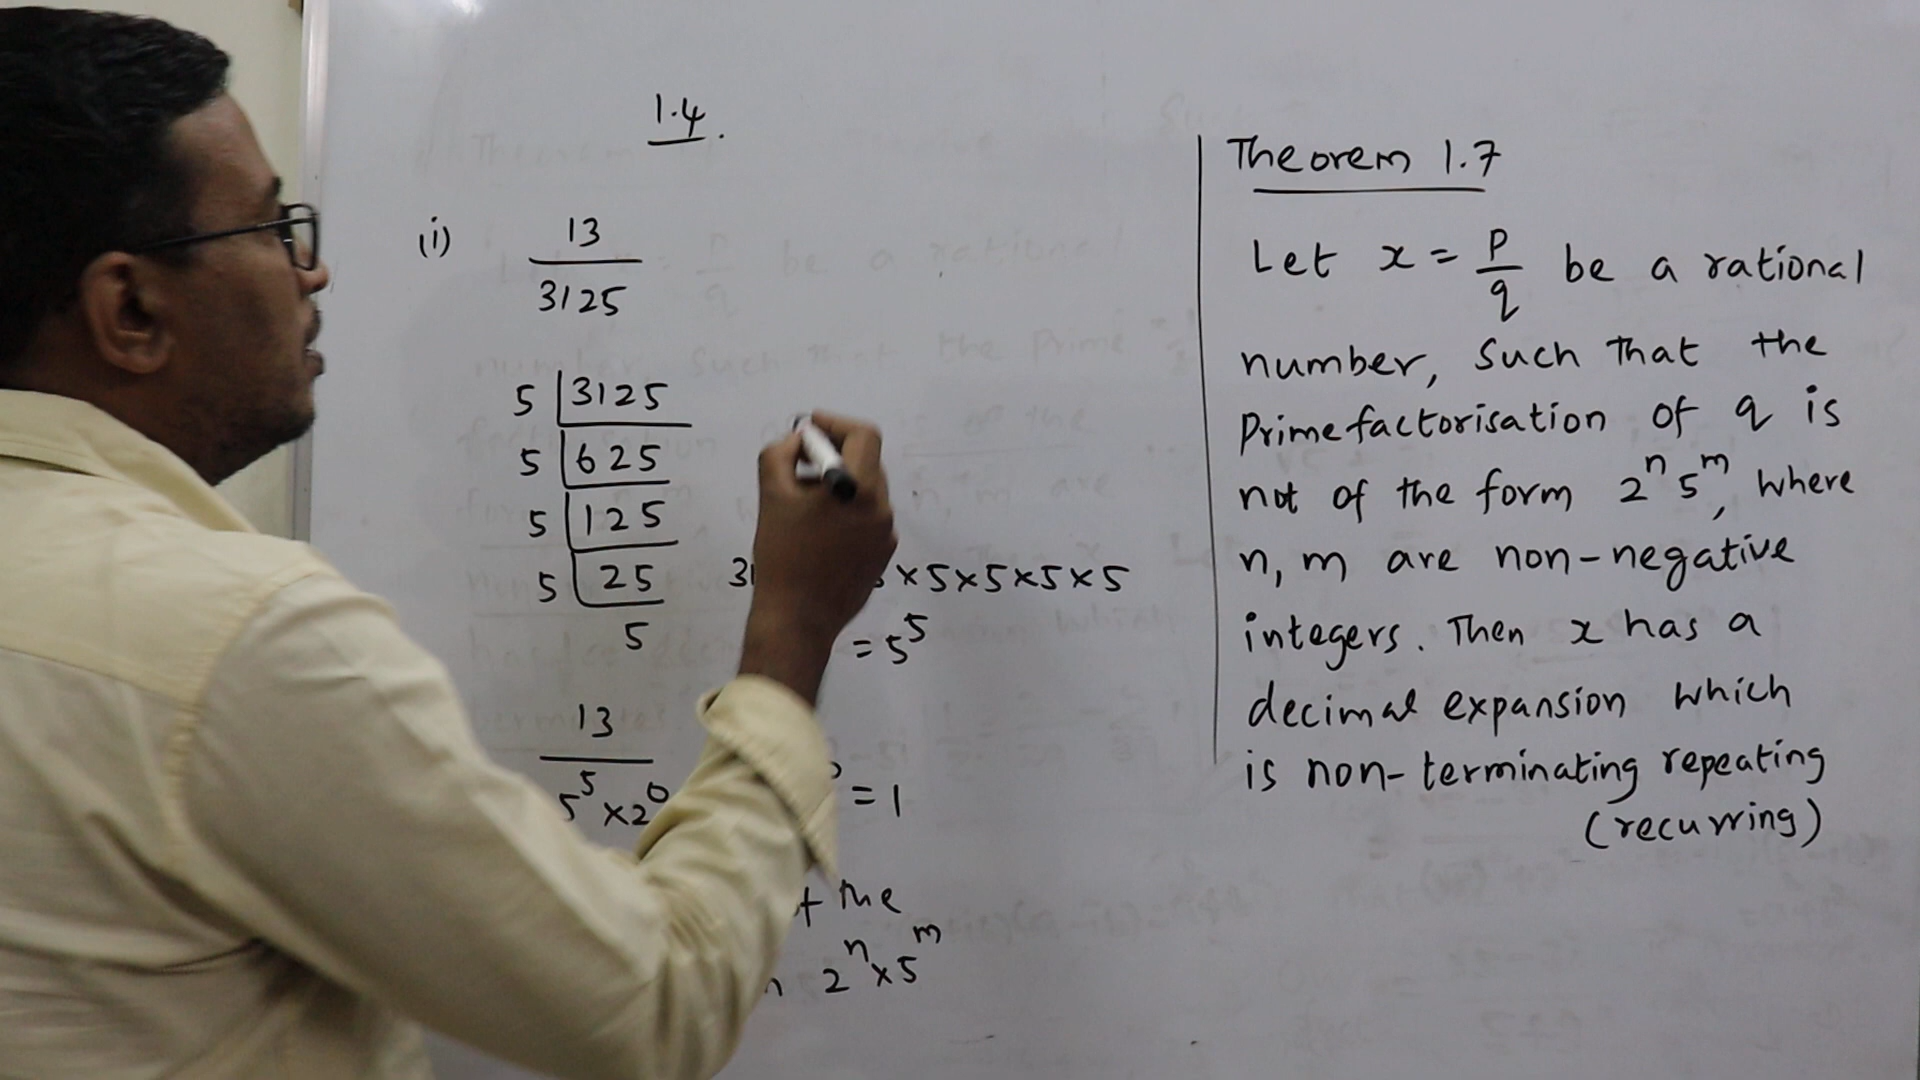 1.4.
(i) 13
3125
5 3125
5 625
5 125
5 25
5
× 5 × 5 × 5 × 5
= 5^5
13
5^5 × 2^0
= 1
the
2^n × 5^m
Theorem 1.7
Let x = p/q be a rational
number, Such that the
Prime factorisation of q is
not of the form 2^n 5^m, where
n, m are non-negative
integers. Then x has a
decimal expansion which
is non-terminating repeating
(recurring)